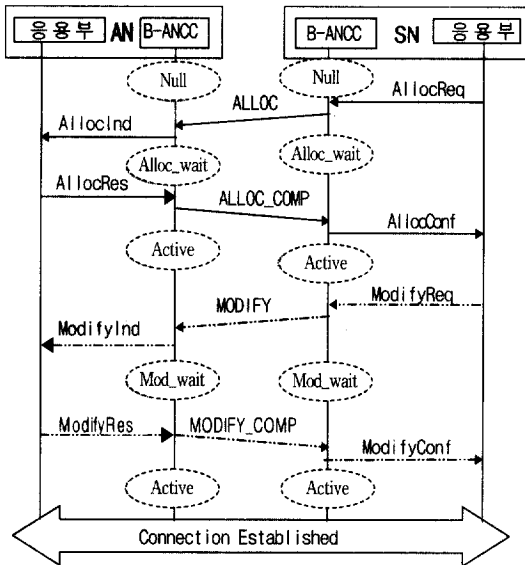 응용부 AN B-ANCC B-ANCC SN 응용부
Null Null
AllocReq
ALLOC
AllocInd
Alloc_wait Alloc_wait
AllocRes
ALLOC_COMP
AllocConf
Active Active
ModifyReq
MODIFY
ModifyInd
Mod_wait Mod_wait
ModifyRes MODIFY_COMP
ModifyConf
Active Active
Connection Established